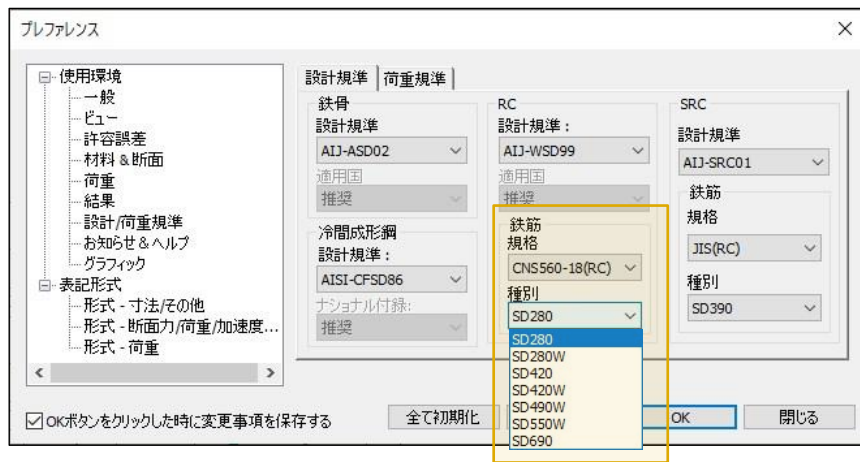 プレファレンス
使用環境
一般
ビュー
許容誤差
材料&断面
荷重
結果
設計/荷重規準
お知らせ&ヘルプ
グラフィック
表記形式
形式 - 寸法/その他
形式 - 断面力/荷重/加速度...
形式 - 荷重
設計規準
荷重規準
鉄骨
設計規準
AIJ-ASD02
適用国
推奨
冷間成形鋼
設計規準:
AISI-CFSD86
ナショナル付録:
推奨
RC
設計規準:
AIJ-WSD99
適用国
推奨
鉄筋
規格
CNS560-18(RC)
種別
SD280
SD280
SD280W
SD420
SD420W
SD490W
SD550W
SD690
SRC
設計規準
AIJ-SRC01
鉄筋
規格
JIS(RC)
種別
SD390
OKボタンをクリックした時に変更事項を保存する
全て初期化
OK
閉じる